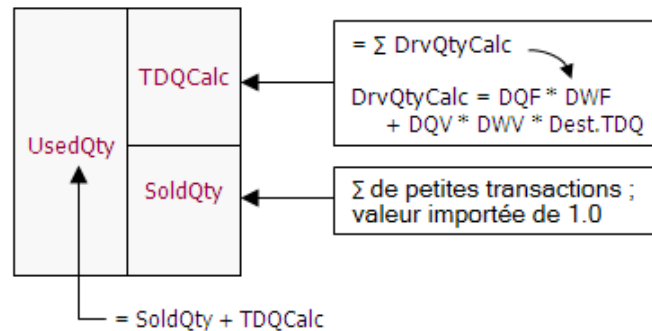 TDQCalc
UsedQty
SoldQty
= Σ DrvQtyCalc
DrvQtyCalc = DQF * DWF
+ DQV * DWV * Dest.TDQ
Σ de petites transactions ;
valeur importée de 1.0
= SoldQty + TDQCalc